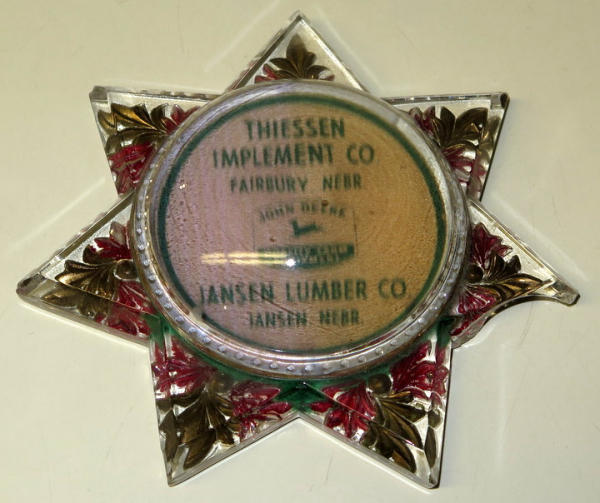 THIESSEN
IMPLEMENT CO
FAIRBURY NEBR
JOHN DEERE
JANSEN LUMBER CO
JANSEN NEBR.